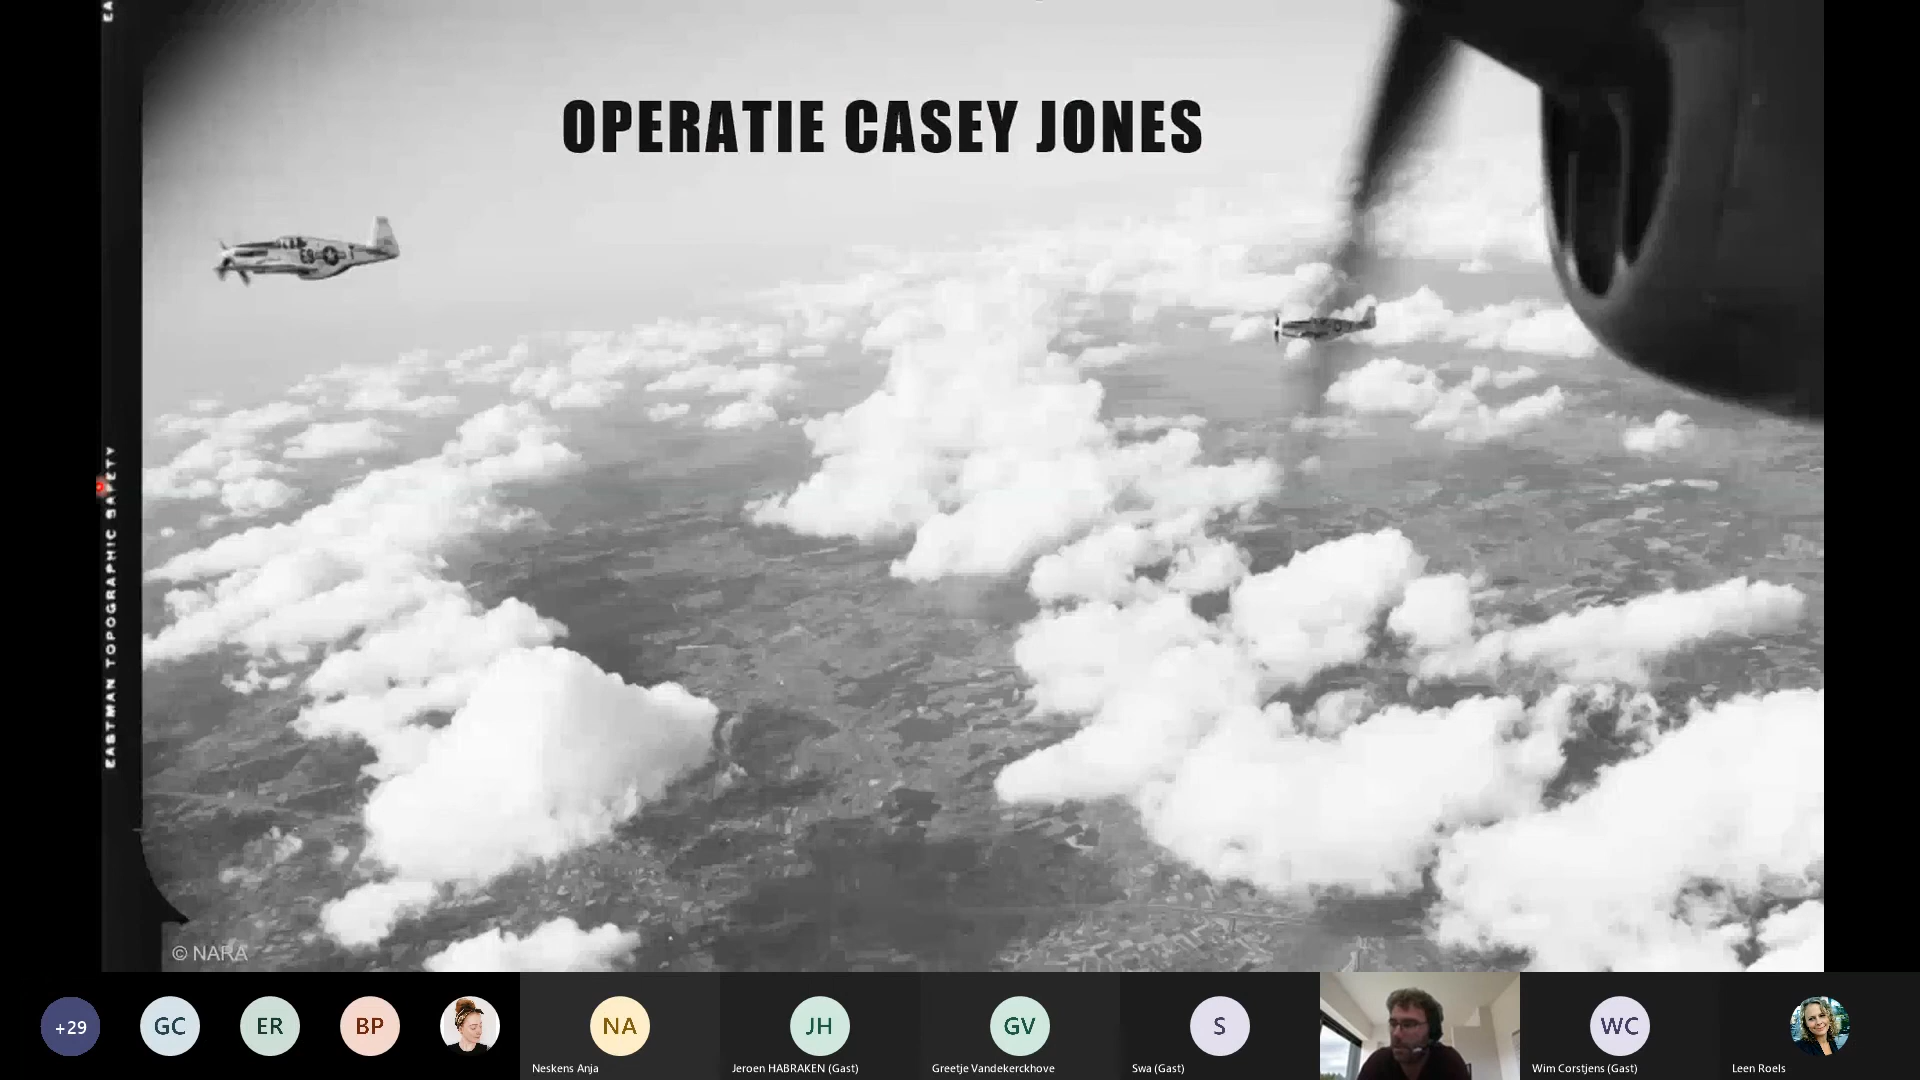 EA
OPERATIE CASEY JONES
EASTMAN TOPOGRAPHIC SAFETY
© NARA
+29
GC
ER
BP
NA
JH
GV
S
WC
Neskens Anja
Jeroen HABRAKEN (Gast)
Greetje Vandekerckhove
Swa (Gast)
Wim Corstjens (Gast)
Leen Roels